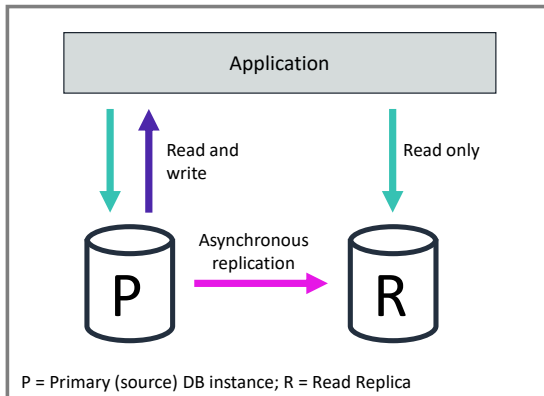 Application
Read and
write
Read only
Asynchronous
replication
P
R
P = Primary (source) DB instance; R = Read Replica